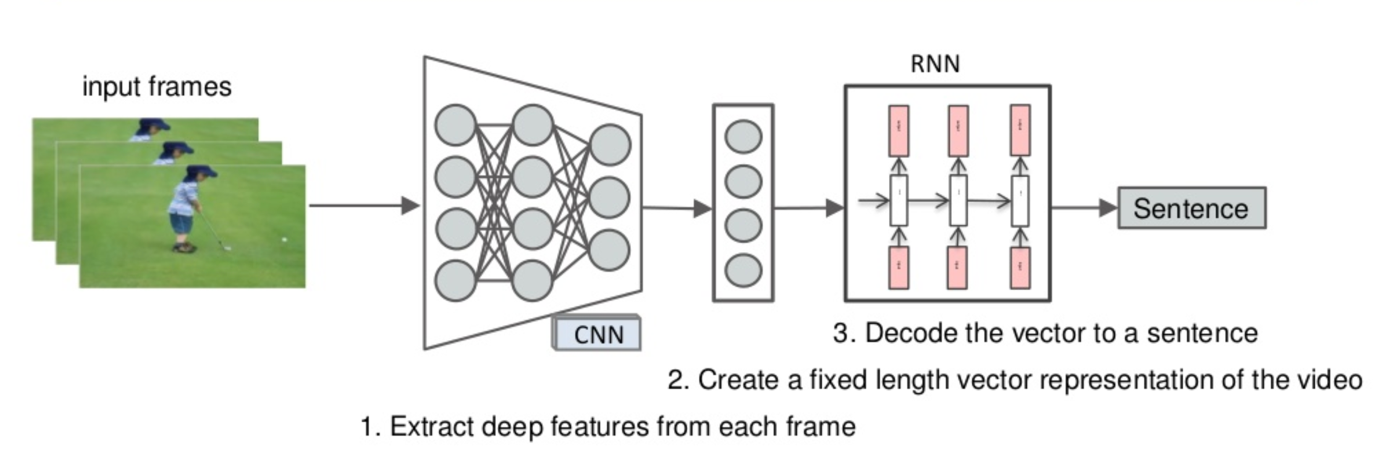 input frames
RNN
Sentence
CNN
3. Decode the vector to a sentence
2. Create a fixed length vector representation of the video
1. Extract deep features from each frame